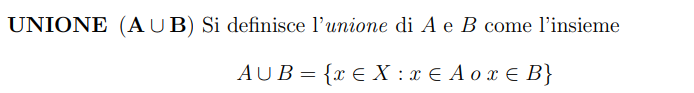 UNIONE (A ∪ B) Si definisce l'unione di A e B come l'insieme
A ∪ B = {x ∈ X : x ∈ A o x ∈ B}